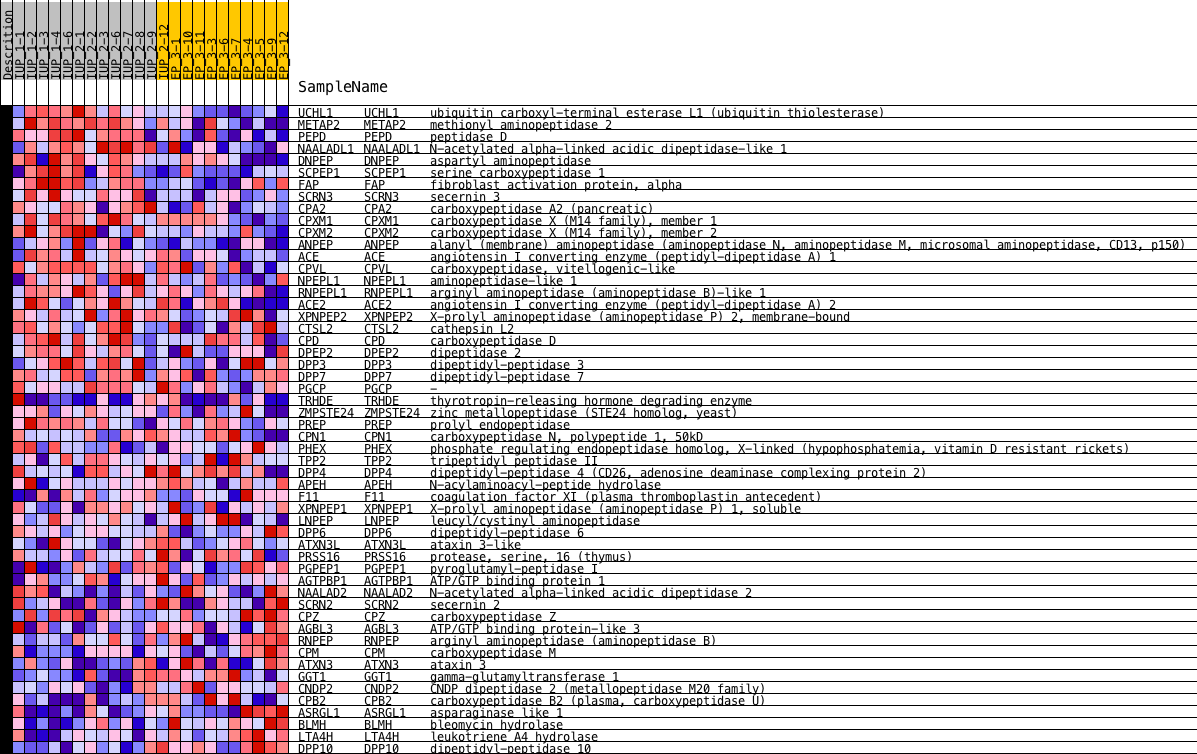 Descrition
IUP_1-1
IUP_1-2
IUP_1-3
IUP_1-4
IUP_1-6
IUP_2-1
IUP_2-2
IUP_2-3
IUP_2-6
IUP_2-7
IUP_2-8
IUP_2-9
IUP_2-12
EP_3-1
EP_3-10
EP_3-11
EP_3-3
EP_3-6
EP_3-7
EP_3-4
EP_3-5
EP_3-9
EP_3-12
SampleName
UCHL1 UCHL1 ubiquitin carboxyl-terminal esterase L1 (ubiquitin thiolesterase)
METAP2 METAP2 methionyl aminopeptidase 2
PEPD PEPD peptidase D
NAALADL1 NAALADL1 N-acetylated alpha-linked acidic dipeptidase-like 1
DNPEP DNPEP aspartyl aminopeptidase
SCPEP1 SCPEP1 serine carboxypeptidase 1
FAP FAP fibroblast activation protein, alpha
SCRN3 SCRN3 secernin 3
CPA2 CPA2 carboxypeptidase A2 (pancreatic)
CPXM1 CPXM1 carboxypeptidase X (M14 family), member 1
CPXM2 CPXM2 carboxypeptidase X (M14 family), member 2
ANPEP ANPEP alanyl (membrane) aminopeptidase (aminopeptidase N, aminopeptidase M, microsomal aminopeptidase, CD13, p150)
ACE ACE angiotensin I converting enzyme (peptidyl-dipeptidase A) 1
CPVL CPVL carboxypeptidase, vitellogenic-like
NPEPL1 NPEPL1 aminopeptidase-like 1
RNPEPL1 RNPEPL1 arginyl aminopeptidase (aminopeptidase B)-like 1
ACE2 ACE2 angiotensin I converting enzyme (peptidyl-dipeptidase A) 2
XPNPEP2 XPNPEP2 X-prolyl aminopeptidase (aminopeptidase P) 2, membrane-bound
CTSL2 CTSL2 cathepsin L2
CPD CPD carboxypeptidase D
DPEP2 DPEP2 dipeptidase 2
DPP3 DPP3 dipeptidyl-peptidase 3
DPP7 DPP7 dipeptidyl-peptidase 7
PGCP PGCP -
TRHDE TRHDE thyrotropin-releasing hormone degrading enzyme
ZMPSTE24 ZMPSTE24 zinc metallopeptidase (STE24 homolog, yeast)
PREP PREP prolyl endopeptidase
CPN1 CPN1 carboxypeptidase N, polypeptide 1, 50kD
PHEX PHEX phosphate regulating endopeptidase homolog, X-linked (hypophosphatemia, vitamin D resistant rickets)
TPP2 TPP2 tripeptidyl peptidase II
DPP4 DPP4 dipeptidyl-peptidase 4 (CD26, adenosine deaminase complexing protein 2)
APEH APEH N-acylaminoacyl-peptide hydrolase
F11 F11 coagulation factor XI (plasma thromboplastin antecedent)
XPNPEP1 XPNPEP1 X-prolyl aminopeptidase (aminopeptidase P) 1, soluble
LNPEP LNPEP leucyl/cystinyl aminopeptidase
DPP6 DPP6 dipeptidyl-peptidase 6
ATXN3L ATXN3L ataxin 3-like
PRSS16 PRSS16 protease, serine, 16 (thymus)
PGPEP1 PGPEP1 pyroglutamyl-peptidase I
AGTPBP1 AGTPBP1 ATP/GTP binding protein 1
NAALAD2 NAALAD2 N-acetylated alpha-linked acidic dipeptidase 2
SCRN2 SCRN2 secernin 2
CPZ CPZ carboxypeptidase Z
AGBL3 AGBL3 ATP/GTP binding protein-like 3
RNPEP RNPEP arginyl aminopeptidase (aminopeptidase B)
CPM CPM carboxypeptidase M
ATXN3 ATXN3 ataxin 3
GGT1 GGT1 gamma-glutamyltransferase 1
CNDP2 CNDP2 CNDP dipeptidase 2 (metallopeptidase M20 family)
CPB2 CPB2 carboxypeptidase B2 (plasma, carboxypeptidase U)
ASRGL1 ASRGL1 asparaginase like 1
BLMH BLMH bleomycin hydrolase
LTA4H LTA4H leukotriene A4 hydrolase
DPP10 DPP10 dipeptidyl-peptidase 10